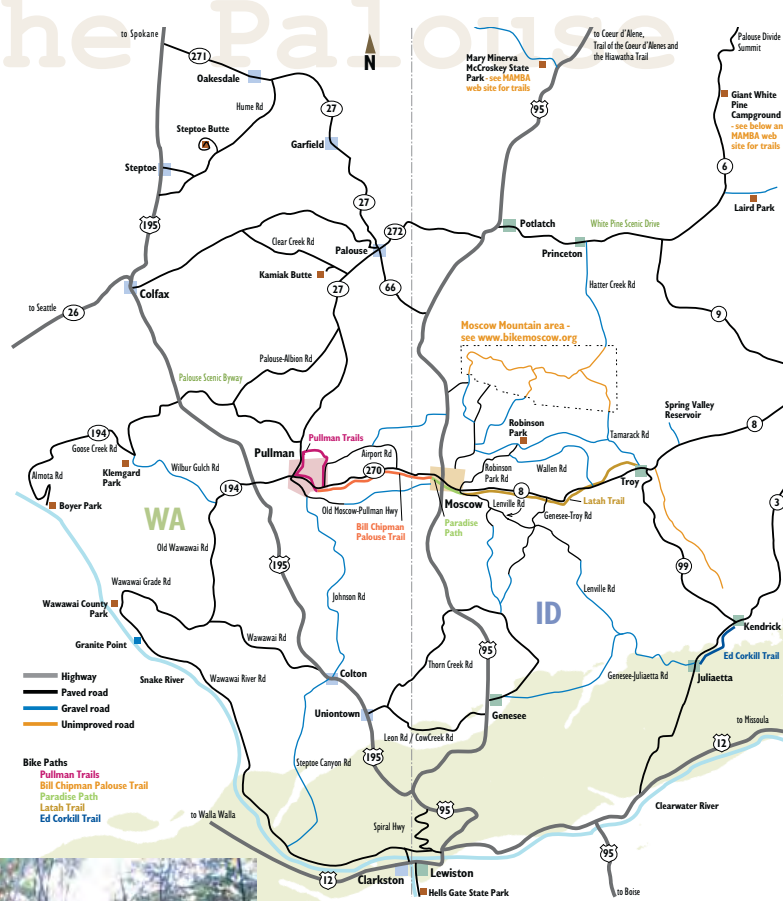 he Palouse
to Spokane
271
Oakesdale
Hume Rd
27
Steptoe Butte
Garfield
Steptoe
195
27
N
Mary Minerva
McCroskey State
Park - see MAMBA
web site for trails
95
to Coeur d'Alene,
Trail of the Coeur d'Alenes and
the Hiawatha Trail
Palouse Divide
Summit
Giant White
Pine
Campground
- see below an
MAMBA web
site for trails
6
Laird Park
272
Potlatch
White Pine Scenic Drive
Princeton
Clear Creek Rd
Palouse
Kamiak Butte
27
66
Hatter Creek Rd
Colfax
to Seattle
26
9
Moscow Mountain area -
see www.bikemoscow.org
Palouse-Albion Rd
Palouse Scenic Byway
Spring Valley
Reservoir
8
194
Goose Creek Rd
Klemgard
Park
Almota Rd
Boyer Park
Wilbur Gulch Rd
194
Pullman
Pullman Trails
Airport Rd
270
Robinson
Park
Tamarack Rd
Robinson
Park Rd
Wallen Rd
Troy
8
Moscow
Lenville Rd
Latah Trail
Genesee-Troy Rd
3
Old Moscow-Pullman Hwy
Bill Chipman
Palouse Trail
Paradise
Path
WA
Old Wawawai Rd
195
99
Wawawai Grade Rd
Johnson Rd
Lenville Rd
Wawawai County
Park
ID
Kendrick
Granite Point
Wawawai Rd
95
Ed Corkill Trail
Thorn Creek Rd
Snake River
Wawawai River Rd
Colton
Genesee-Juliaetta Rd
Juliaetta
Highway
Paved road
Gravel road
Unimproved road
Uniontown
Genesee
to Missoula
Leon Rd / CowCreek Rd
12
195
Steptoe Canyon Rd
Bike Paths
Pullman Trails
Bill Chipman Palouse Trail
Paradise Path
Latah Trail
Ed Corkill Trail
95
Clearwater River
to Walla Walla
Spiral Hwy
95
12
Clarkston
Lewiston
Hells Gate State Park
to Boise